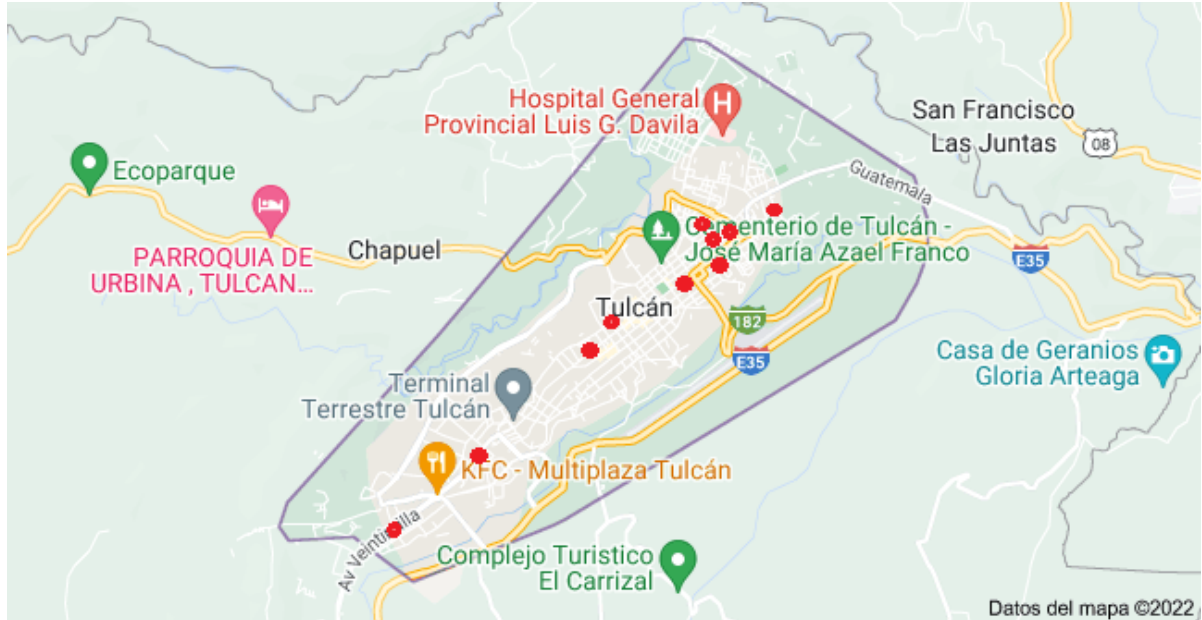 Hospital General
Provincial Luis G. Davila
San Francisco
Las Juntas
08
Ecoparque
Guatemala
PARROQUIA DE
URBINA , TULCAN...
Chapuel
Cementerio de Tulcán -
José María Azael Franco
E35
Tulcán
182
E35
Casa de Geranios
Gloria Arteaga
Terminal
Terrestre Tulcán
KFC - Multiplaza Tulcán
Av Veintimilla
Complejo Turistico
El Carrizal
Datos del mapa ©2022